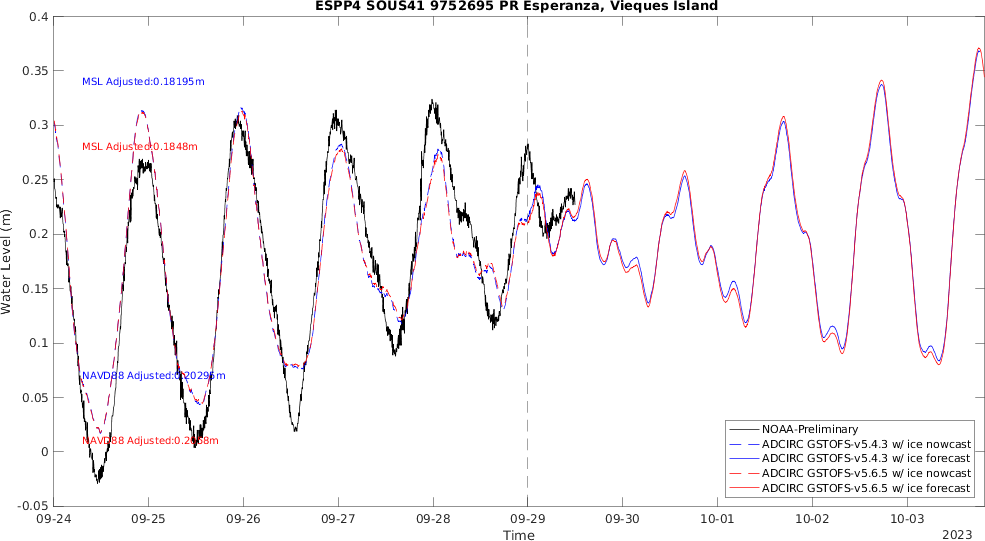 ESPP4 SOUS41 9752695 PR Esperanza, Vieques Island
0.4
0.35
0.3
0.25
0.2
0.15
0.1
0.05
0
-0.05
Water Level (m)
MSL Adjusted:0.18195m
MSL Adjusted:0.1848m
NAVD88 Adjusted:0.20295m
NAVD88 Adjusted:0.2058m
NOAA-Preliminary
ADCIRC GSTOFS-v5.4.3 w/ ice nowcast
ADCIRC GSTOFS-v5.4.3 w/ ice forecast
ADCIRC GSTOFS-v5.6.5 w/ ice nowcast
ADCIRC GSTOFS-v5.6.5 w/ ice forecast
09-24 09-25 09-26 09-27 09-28 09-29 09-30 10-01 10-02 10-03
Time
2023